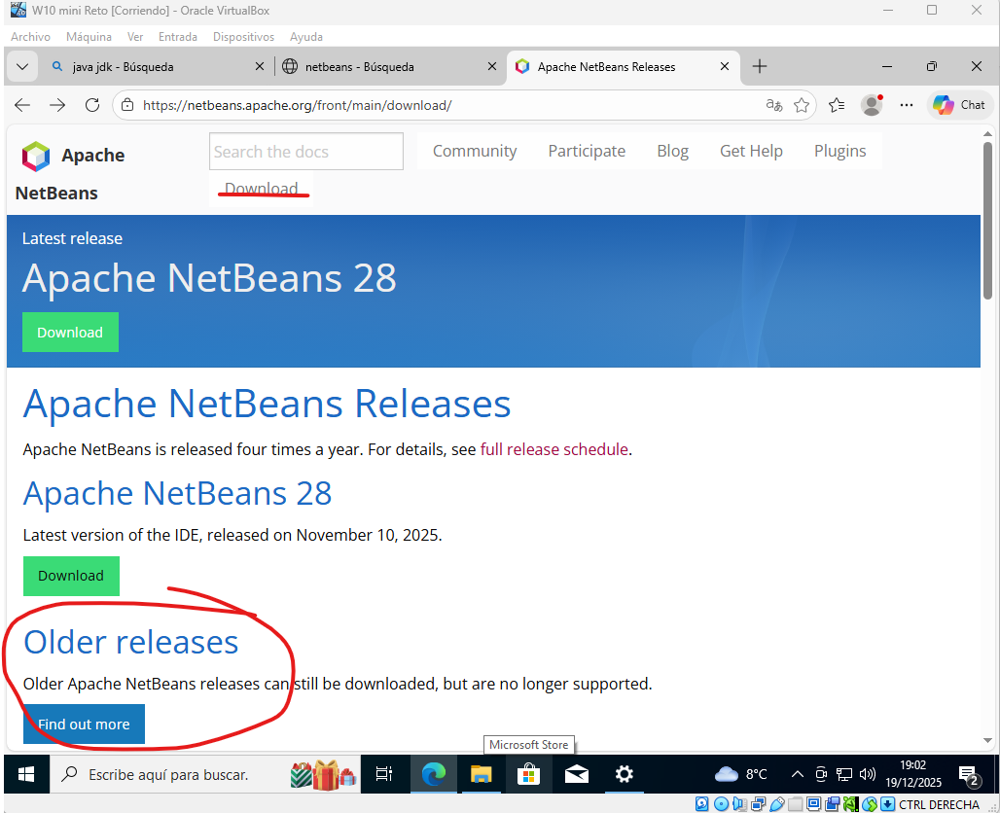 W10 mini Reto [Corriendo] - Oracle VirtualBox
Archivo Máquina Ver Entrada Dispositivos Ayuda
java jdk - Búsqueda netbeans - Búsqueda Apache NetBeans Releases
https://netbeans.apache.org/front/main/download/ Chat
Apache NetBeans
Search the docs Community Participate Blog Get Help Plugins
Download
Latest release
Apache NetBeans 28
Download
Apache NetBeans Releases
Apache NetBeans is released four times a year. For details, see full release schedule.
Apache NetBeans 28
Latest version of the IDE, released on November 10, 2025.
Download
Older releases
Older Apache NetBeans releases can still be downloaded, but are no longer supported.
Find out more
Microsoft Store
Escribe aquí para buscar. 8°C 19:02
19/12/2025 2
CTRL DERECHA